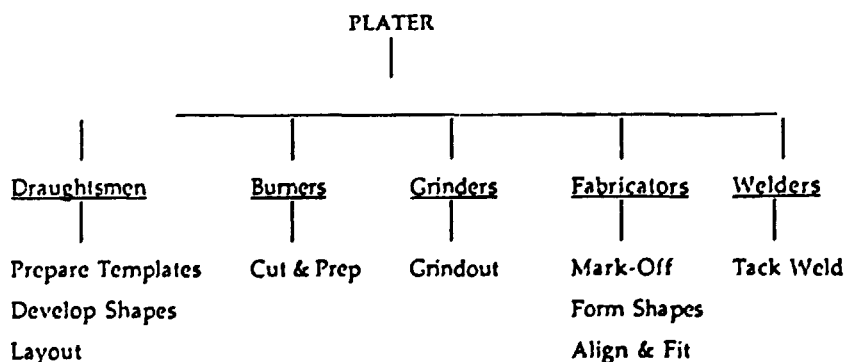 PLATER
Draughtsmen Burners Grinders Fabricators Welders
Prepare Templates Cut & Prep Grindout Mark-Off Tack Weld
Develop Shapes Form Shapes
Layout Align & Fit